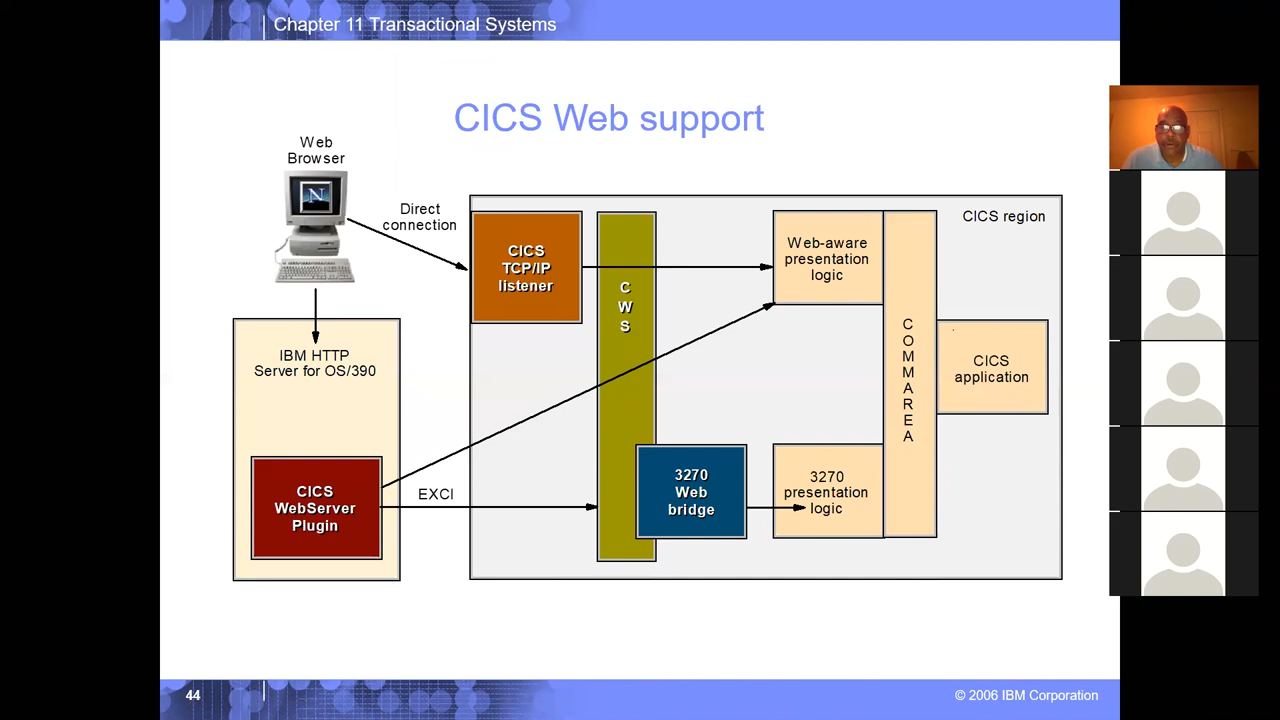 Chapter 11 Transactional Systems
CICS Web support
Web
Browser
N
Direct
connection
CICS
TCP/IP
listener
C
W
S
Web-aware
presentation
logic
CICS region
C
O
M
M
A
R
E
A
CICS
application
IBM HTTP
Server for OS/390
CICS
WebServer
Plugin
EXCI
3270
Web
bridge
3270
presentation
logic
44
© 2006 IBM Corporation